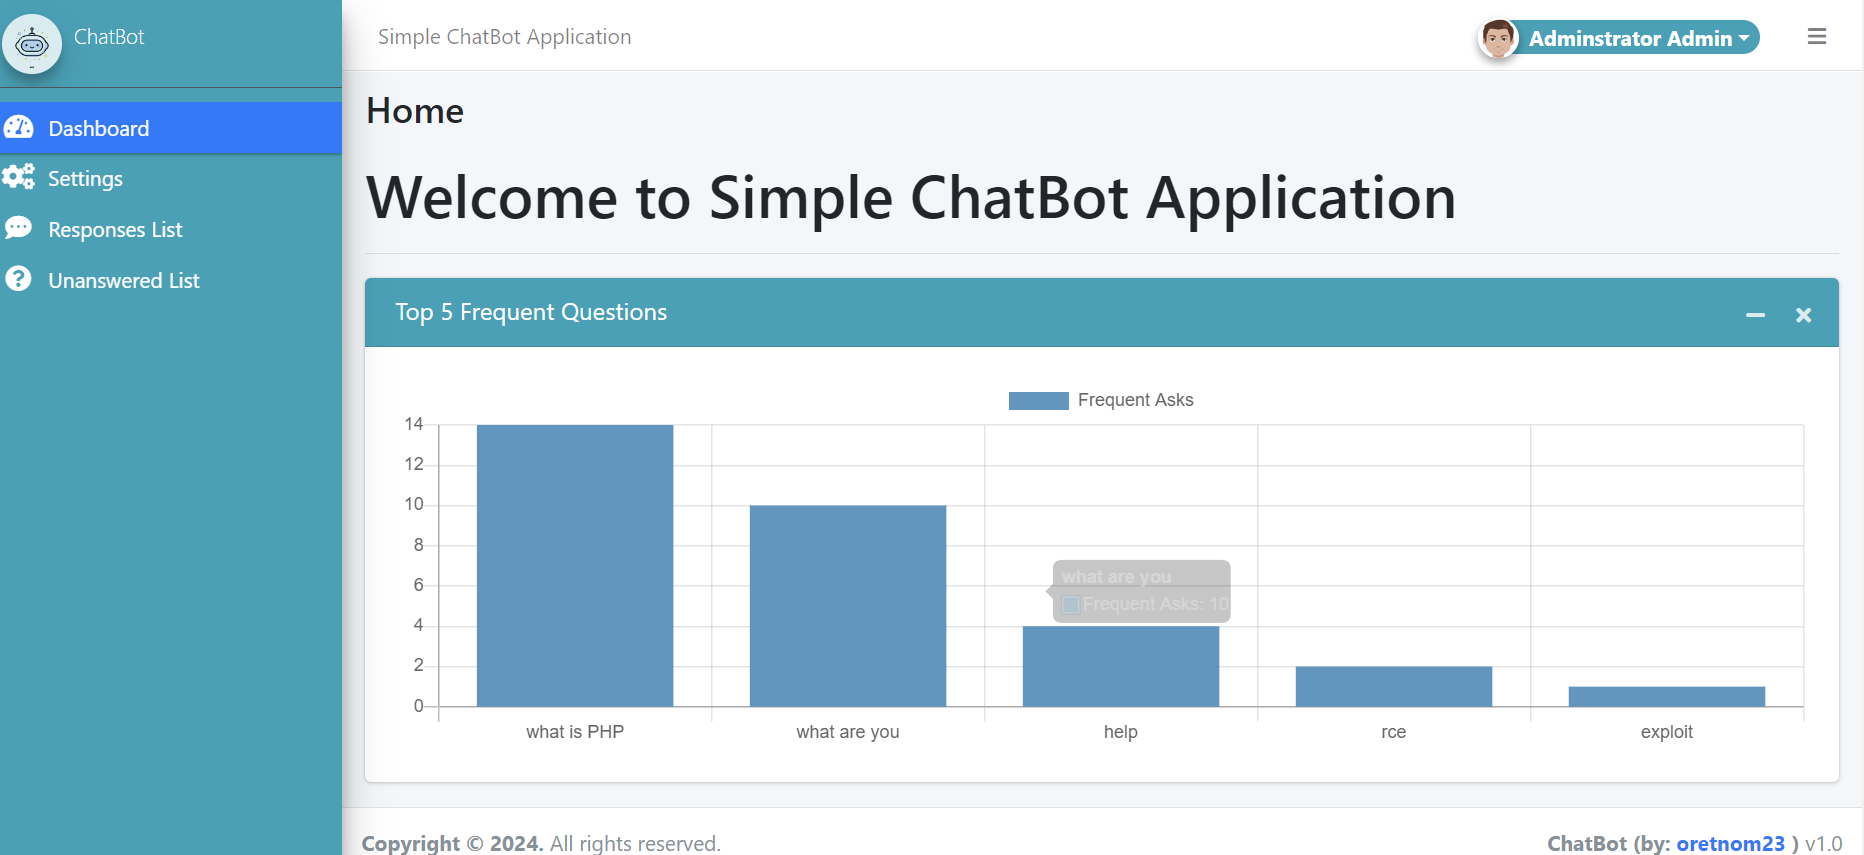 ChatBot
Simple ChatBot Application
Adminstrator Admin
Dashboard
Settings
Responses List
Unanswered List
Home
Welcome to Simple ChatBot Application
Top 5 Frequent Questions
Frequent Asks
14
12
10
8
6
4
2
0
what are you
Frequent Asks: 10
what is PHP
what are you
help
rce
exploit
Copyright © 2024. All rights reserved.
ChatBot (by: oretnom23 ) v1.0